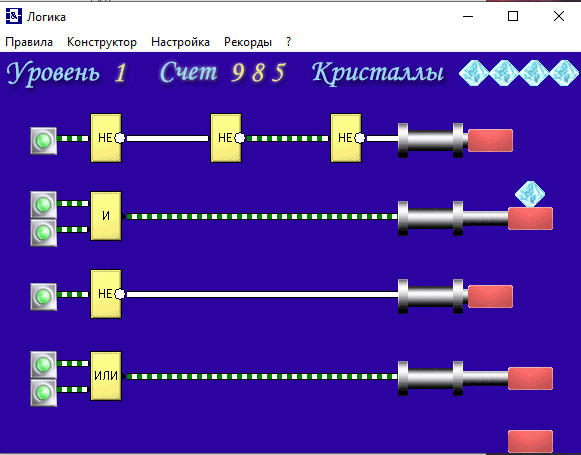 Логика
Правила Конструктор Настройка Рекорды ?
Уровень 1 Счет 985 Кристаллы
НЕ НЕ НЕ
И
НЕ
ИЛИ